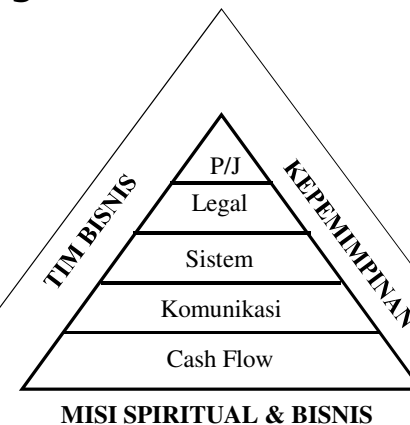 P/J
Legal
Sistem
Komunikasi
Cash Flow
TIM BISNIS
KEPEMIMPINAN
MISI SPIRITUAL & BISNIS